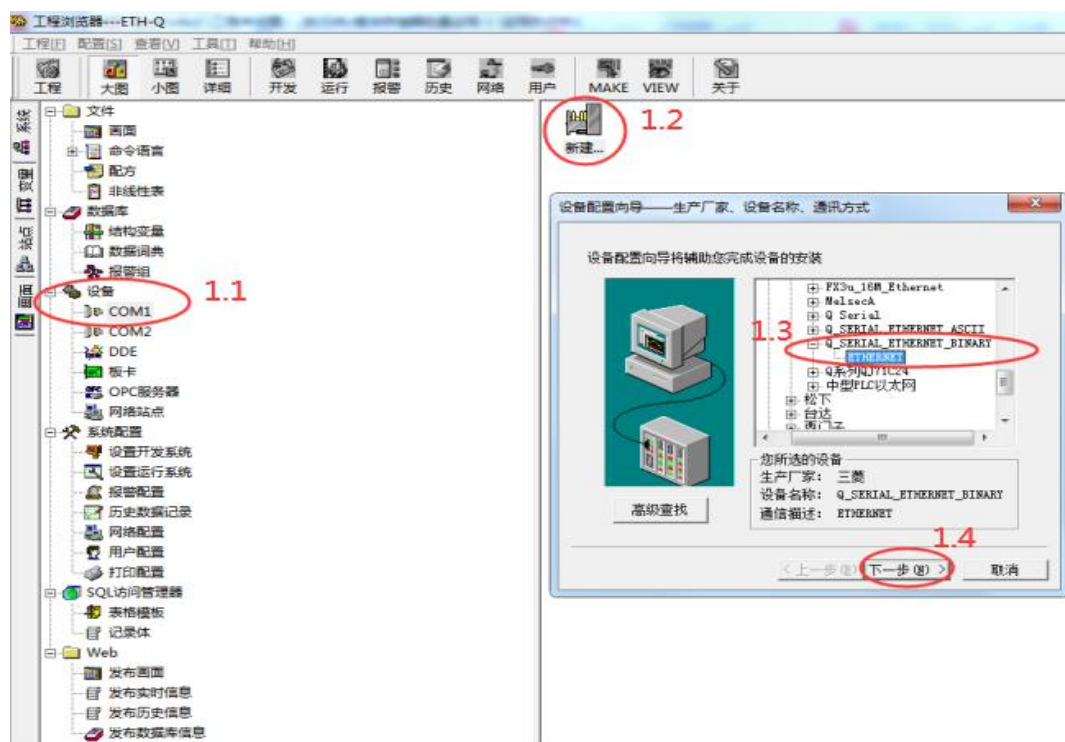 工程浏览器---ETH-Q
工程[F] 配置[S] 查看[V] 工具[T] 帮助[H]
工程 大图 小图 详细 开发 运行 报警 历史 网络 用户 MAKE VIEW 关于
系统
变量
站点
画面
文件
画面
命令语言
配方
非线性表
数据库
结构变量
数据词典
报警组
设备
1.1
COM1
COM2
DDE
板卡
OPC服务器
网络站点
系统配置
设置开发系统
设置运行系统
报警配置
历史数据记录
网络配置
用户配置
打印配置
SQL访问管理器
表格模板
记录体
Web
发布画面
发布实时信息
发布历史信息
发布数据库信息
新建...
1.2
设备配置向导——生产厂家、设备名称、通讯方式
设备配置向导将辅助您完成设备的安装
FX3u_16M_Ethernet
MelsecA
Q Serial
Q_SERIAL_ETHERNET_ASCII
1.3
Q_SERIAL_ETHERNET_BINARY
ETHERNET
Q系列QJ71C24
中型PLC以太网
松下
台达
西门子
您所选的设备
生产厂家: 三菱
设备名称: Q_SERIAL_ETHERNET_BINARY
通信描述: ETHERNET
高级查找
1.4
<上一步(B) 下一步(N) > 取消